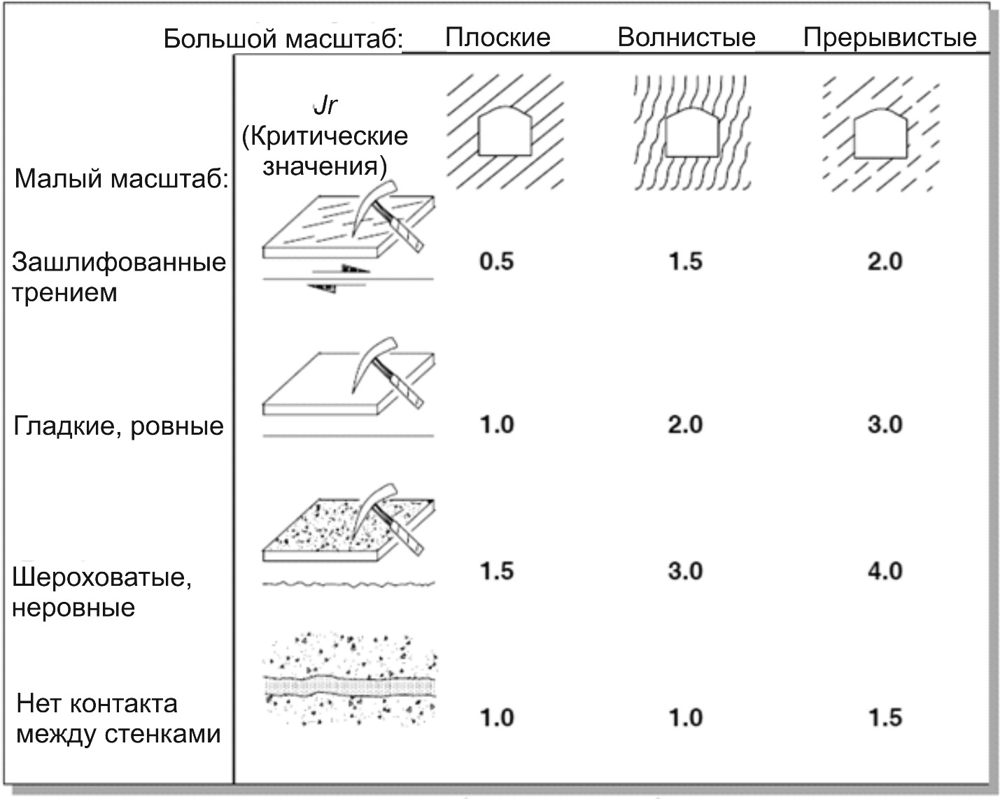 Большой масштаб: Плоские Волнистые Прерывистые
Jr
(Критические
значения)
Малый масштаб:
Зашлифованные
трением
0.5 1.5 2.0
Гладкие, ровные 1.0 2.0 3.0
Шероховатые,
неровные
1.5 3.0 4.0
Нет контакта
между стенками
1.0 1.0 1.5